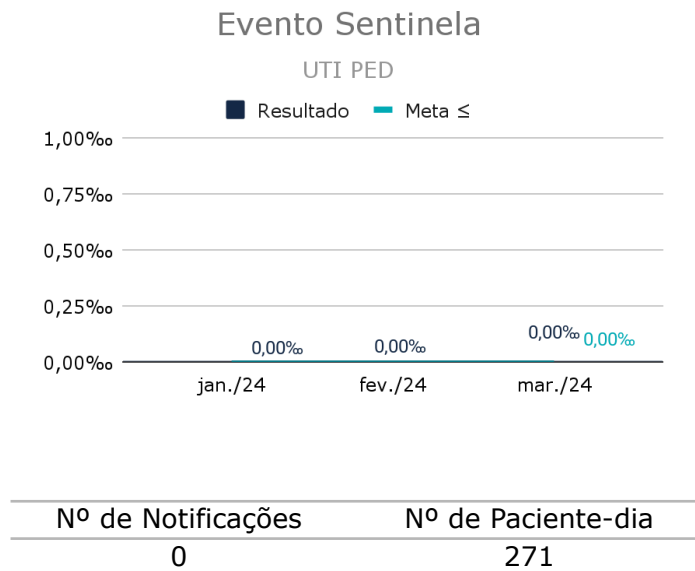 Evento Sentinela
UTI PED
Resultado Meta ≤
1,00‰
0,75‰
0,50‰
0,25‰
0,00‰
0,00‰ 0,00‰ 0,00‰ 0,00‰
jan./24 fev./24 mar./24
Nº de Notificações Nº de Paciente-dia
0 271